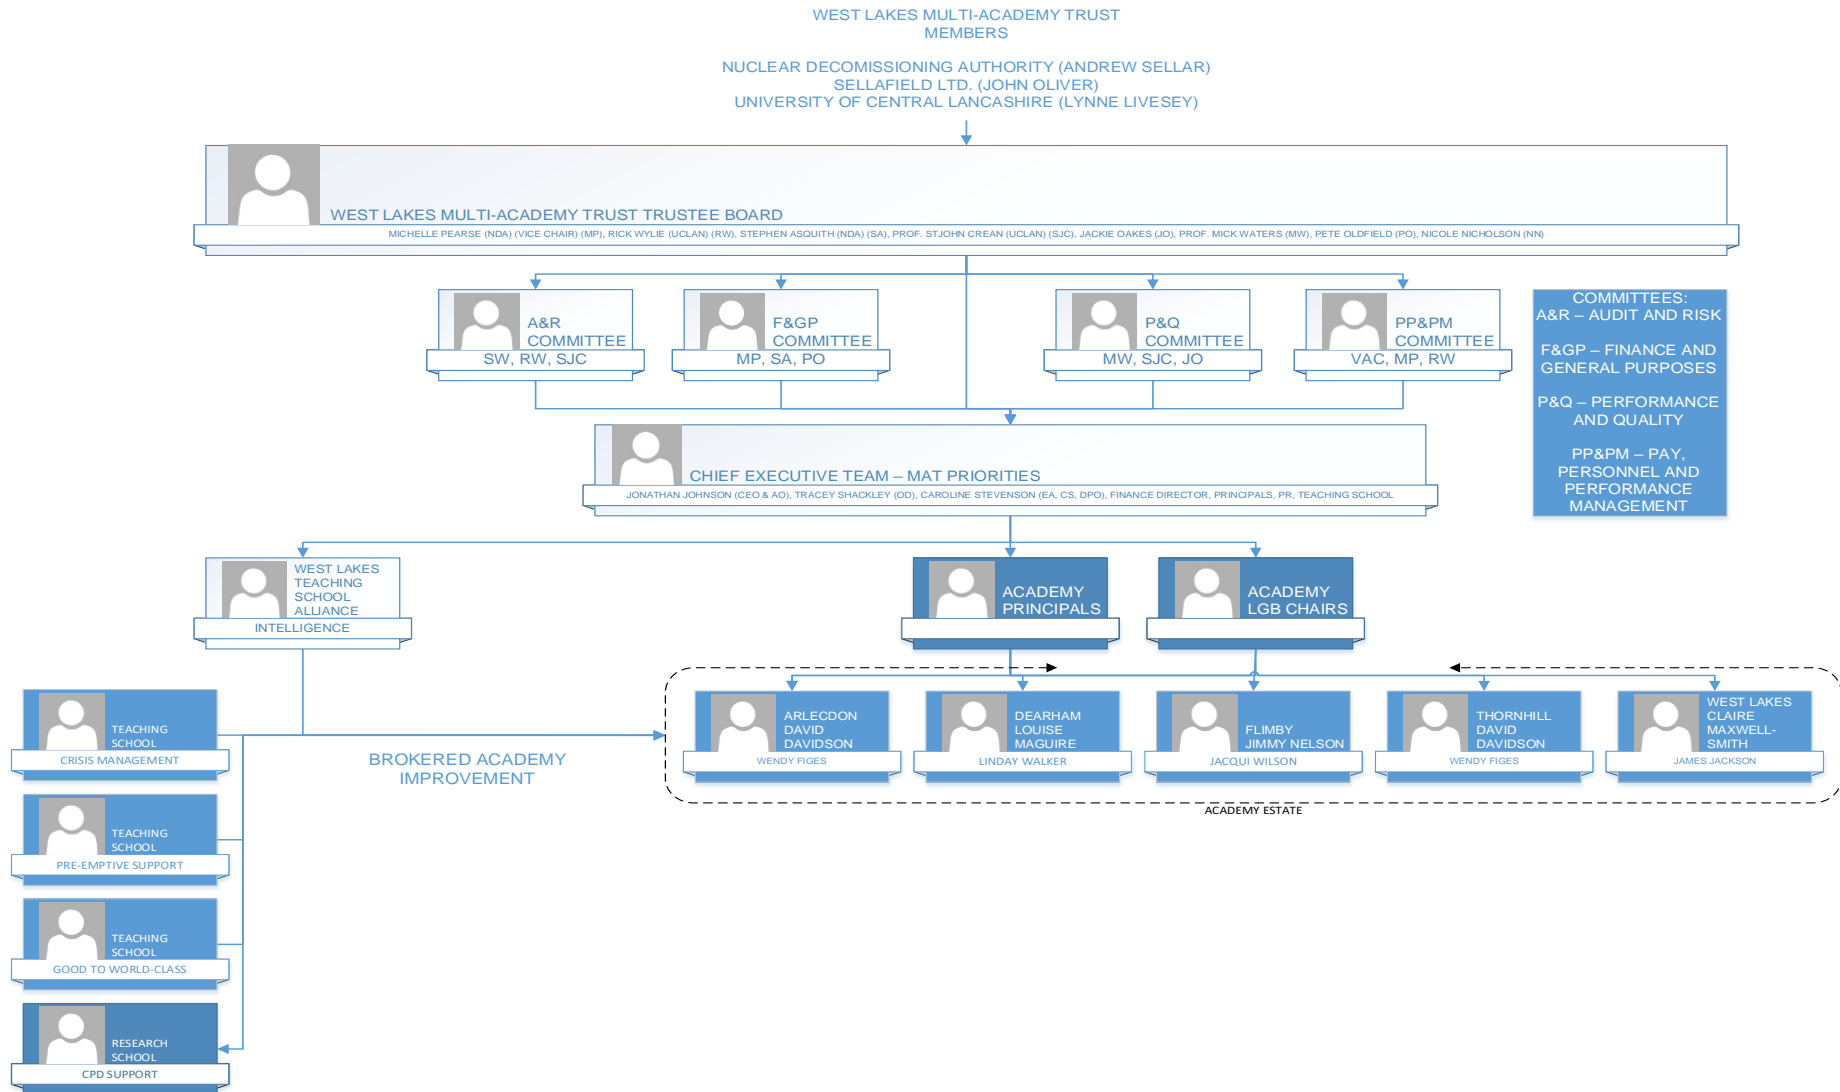 WEST LAKES MULTI-ACADEMY TRUST
MEMBERS
NUCLEAR DECOMISSIONING AUTHORITY (ANDREW SELLAR)
SELLAFIELD LTD. (JOHN OLIVER)
UNIVERSITY OF CENTRAL LANCASHIRE (LYNNE LIVESEY)
WEST LAKES MULTI-ACADEMY TRUST TRUSTEE BOARD
MICHELLE PEARSE (NDA) (VICE CHAIR) (MP), RICK WYLIE (UCLAN) (RW), STEPHEN ASQUITH (NDA) (SA), PROF. STJOHN CREAN (UCLAN) (SJC), JACKIE OAKES (JO), PROF. MICK WATERS (MW), PETE OLDFIELD (PO), NICOLE NICHOLSON (NN)
A&R
COMMITTEE
SW, RW, SJC
F&GP
COMMITTEE
MP, SA, PO
P&Q
COMMITTEE
MW, SJC, JO
PP&PM
COMMITTEE
VAC, MP, RW
COMMITTEES:
A&R – AUDIT AND RISK
F&GP – FINANCE AND
GENERAL PURPOSES
P&Q – PERFORMANCE
AND QUALITY
PP&PM – PAY,
PERSONNEL AND
PERFORMANCE
MANAGEMENT
CHIEF EXECUTIVE TEAM – MAT PRIORITIES
JONATHAN JOHNSON (CEO & AO), TRACEY SHACKLEY (OD), CAROLINE STEVENSON (EA, CS, DPO), FINANCE DIRECTOR, PRINCIPALS, PR, TEACHING SCHOOL
WEST LAKES
TEACHING
SCHOOL
ALLIANCE
INTELLIGENCE
ACADEMY
PRINCIPALS
ACADEMY
LGB CHAIRS
TEACHING
SCHOOL
CRISIS MANAGEMENT
BROKERED ACADEMY
IMPROVEMENT
ARLECDON
DAVID
DAVIDSON
WENDY FIGES
DEARHAM
LOUISE
MAGUIRE
LINDAY WALKER
FLIMBY
JIMMY NELSON
JACQUI WILSON
THORNHILL
DAVID
DAVIDSON
WENDY FIGES
WEST LAKES
CLAIRE
MAXWELL-
SMITH
JAMES JACKSON
ACADEMY ESTATE
TEACHING
SCHOOL
PRE-EMPTIVE SUPPORT
TEACHING
SCHOOL
GOOD TO WORLD-CLASS
RESEARCH
SCHOOL
CPD SUPPORT